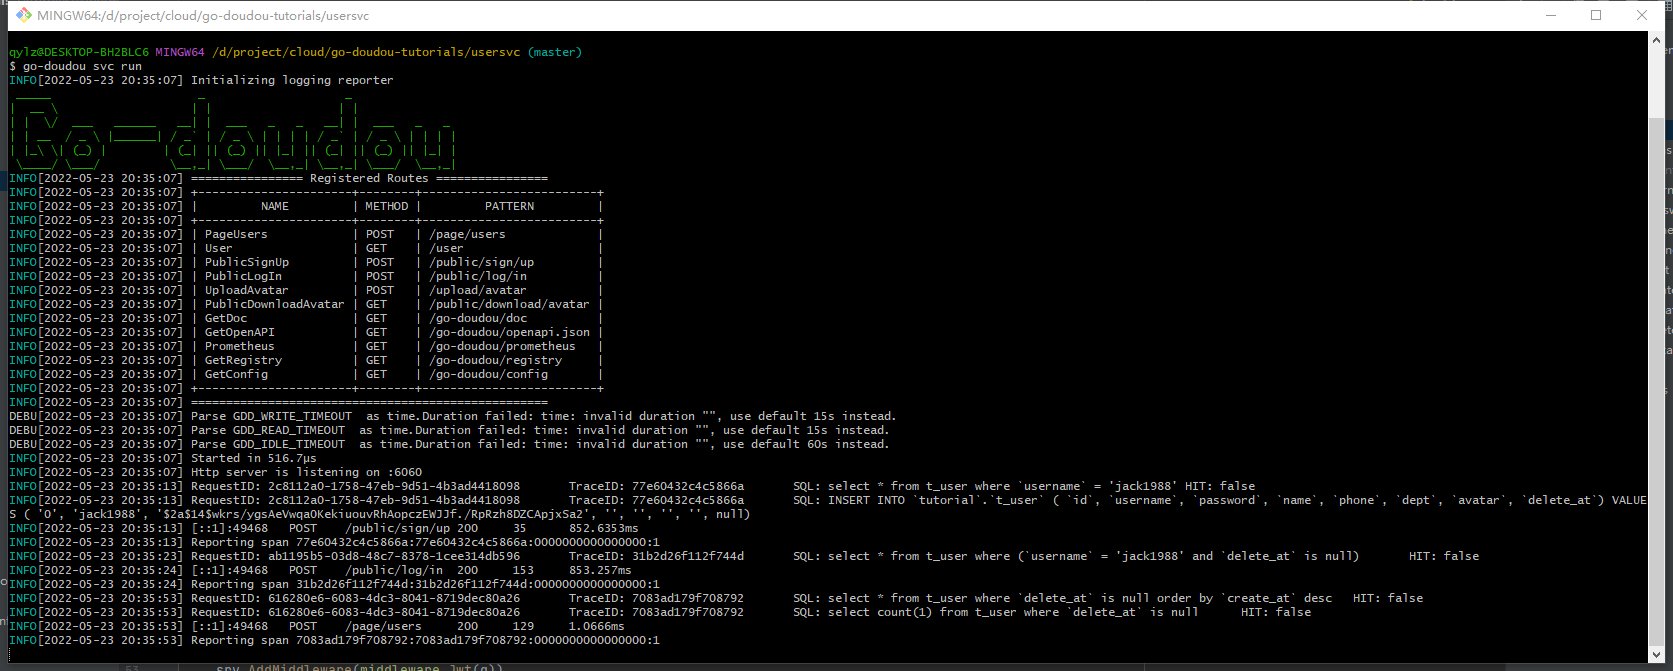 MINGW64:/d/project/cloud/go-doudou-tutorials/usersvc
qylz@DESKTOP-BH2BLC6 MINGW64 /d/project/cloud/go-doudou-tutorials/usersvc (master)
$ go-doudou svc run
INFO[2022-05-23 20:35:07] Initializing logging reporter
Go-doudou
INFO[2022-05-23 20:35:07] ================ Registered Routes ================
INFO[2022-05-23 20:35:07] +----------------------+--------+-------------------------+
INFO[2022-05-23 20:35:07] |         NAME         | METHOD |         PATTERN         |
INFO[2022-05-23 20:35:07] +----------------------+--------+-------------------------+
INFO[2022-05-23 20:35:07] | PageUsers            | POST   | /page/users             |
INFO[2022-05-23 20:35:07] | User                 | GET    | /user                   |
INFO[2022-05-23 20:35:07] | PublicSignUp         | POST   | /public/sign/up         |
INFO[2022-05-23 20:35:07] | PublicLogIn          | POST   | /public/log/in          |
INFO[2022-05-23 20:35:07] | UploadAvatar         | POST   | /upload/avatar          |
INFO[2022-05-23 20:35:07] | PublicDownloadAvatar | GET    | /public/download/avatar |
INFO[2022-05-23 20:35:07] | GetDoc               | GET    | /go-doudou/doc          |
INFO[2022-05-23 20:35:07] | GetOpenAPI           | GET    | /go-doudou/openapi.json |
INFO[2022-05-23 20:35:07] | Prometheus           | GET    | /go-doudou/prometheus   |
INFO[2022-05-23 20:35:07] | GetRegistry          | GET    | /go-doudou/registry     |
INFO[2022-05-23 20:35:07] | GetConfig            | GET    | /go-doudou/config       |
INFO[2022-05-23 20:35:07] +----------------------+--------+-------------------------+
INFO[2022-05-23 20:35:07] ===================================================
DEBU[2022-05-23 20:35:07] Parse GDD_WRITE_TIMEOUT  as time.Duration failed: time: invalid duration "", use default 15s instead.
DEBU[2022-05-23 20:35:07] Parse GDD_READ_TIMEOUT  as time.Duration failed: time: invalid duration "", use default 15s instead.
DEBU[2022-05-23 20:35:07] Parse GDD_IDLE_TIMEOUT  as time.Duration failed: time: invalid duration "", use default 60s instead.
INFO[2022-05-23 20:35:07] Started in 516.7µs
INFO[2022-05-23 20:35:07] Http server is listening on :6060
INFO[2022-05-23 20:35:13] RequestID: 2c8112a0-1758-47eb-9d51-4b3ad4418098       TraceID: 77e60432c4c5866a       SQL: select * from t_user where `username` = 'jack1988' HIT: false
INFO[2022-05-23 20:35:13] RequestID: 2c8112a0-1758-47eb-9d51-4b3ad4418098       TraceID: 77e60432c4c5866a       SQL: INSERT INTO `tutorial`.`t_user` ( `id`, `username`, `password`, `name`, `phone`, `dept`, `avatar`, `delete_at`) VALUE
S ( '0', 'jack1988', '$2a$14$wkrs/ygsAeVwqaOKekiuouvRhAopczEWJJf./RpRzh8DZCApjxSa2', '', '', '', '', null)
INFO[2022-05-23 20:35:13] [::1]:49468   POST    /public/sign/up 200     35      852.6353ms
INFO[2022-05-23 20:35:13] Reporting span 77e60432c4c5866a:77e60432c4c5866a:0000000000000000:1
INFO[2022-05-23 20:35:23] RequestID: ab1195b5-03d8-48c7-8378-1cee314db596       TraceID: 31b2d26f112f744d       SQL: select * from t_user where (`username` = 'jack1988' and `delete_at` is null)       HIT: false
INFO[2022-05-23 20:35:24] [::1]:49468   POST    /public/log/in  200     153     853.257ms
INFO[2022-05-23 20:35:24] Reporting span 31b2d26f112f744d:31b2d26f112f744d:0000000000000000:1
INFO[2022-05-23 20:35:53] RequestID: 616280e6-6083-4dc3-8041-8719dec80a26       TraceID: 7083ad179f708792       SQL: select * from t_user where `delete_at` is null order by `create_at` desc   HIT: false
INFO[2022-05-23 20:35:53] RequestID: 616280e6-6083-4dc3-8041-8719dec80a26       TraceID: 7083ad179f708792       SQL: select count(1) from t_user where `delete_at` is null      HIT: false
INFO[2022-05-23 20:35:53] [::1]:49468   POST    /page/users     200     129     1.0666ms
INFO[2022-05-23 20:35:53] Reporting span 7083ad179f708792:7083ad179f708792:0000000000000000:1